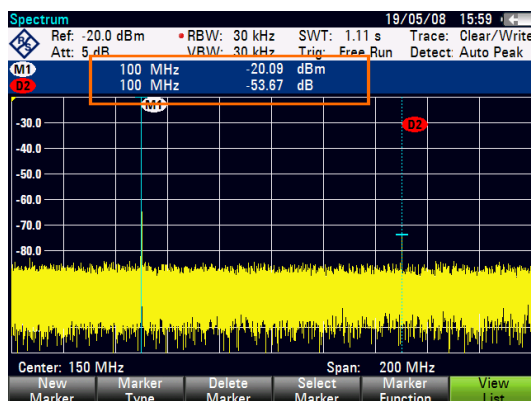 Spectrum 19/05/08 15:59
Ref: -20.0 dBm RBW: 30 kHz SWT: 1.11 s Trace: Clear/Write
Att: 5 dB VBW: 30 kHz Trig: Free Run Detect: Auto Peak
M1 100 MHz -20.09 dBm
D2 100 MHz -53.67 dB
M1
D2
-30.0
-40.0
-50.0
-60.0
-70.0
-80.0
Center: 150 MHz Span: 200 MHz
New Marker Delete Select Marker View
Marker Type Marker Marker Function List